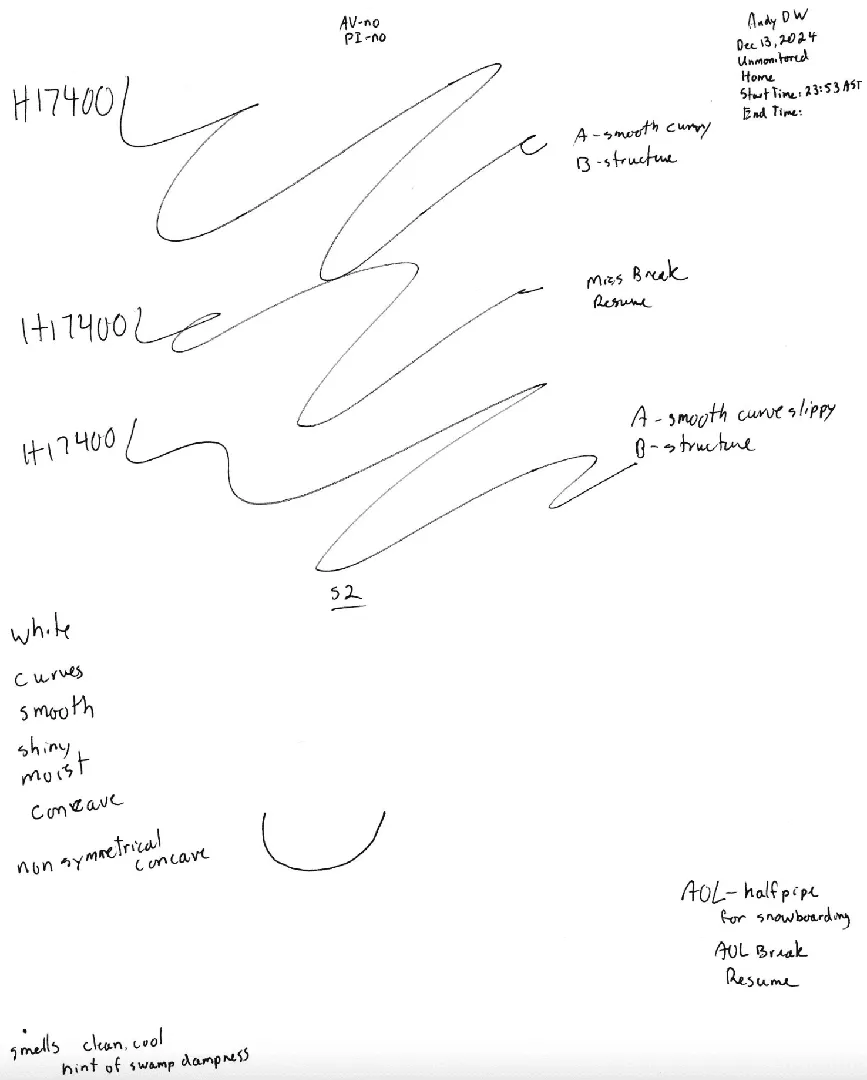 AV-no
PI-no
Andy DW
Dec 13, 2024
Unmonitored
Home
Start Time: 23:53 AST
End Time:
H17400
A - smooth curvy
B - structure
H17400
Miss Break
Resume
H17400
A - smooth curve slippy
B - structure
S2
white
curves
smooth
shiny
moist
concave
non symmetrical
concave
AOL - halfpipe
for snowboarding
AOL Break
Resume
smells clean, cool
hint of swamp dampness